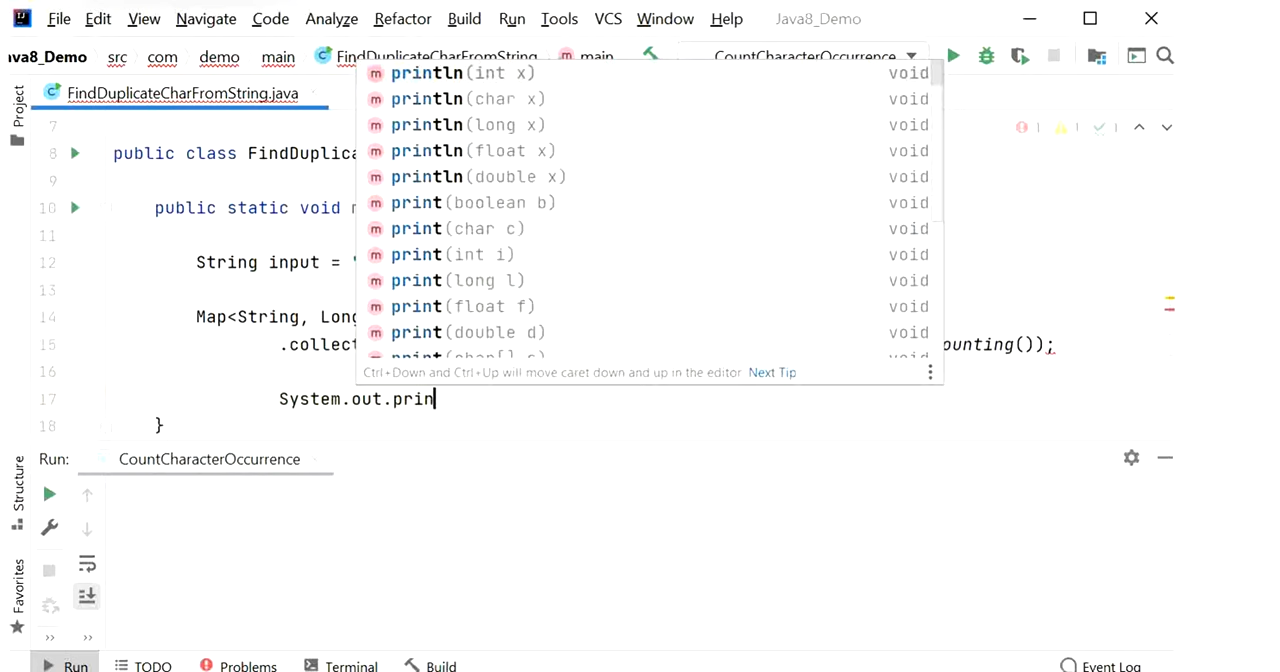 File Edit View Navigate Code Analyze Refactor Build Run Tools VCS Window Help Java8_Demo
ava8_Demo src com demo main FindDuplicateCharFromString main CountCharacterOccurrence
Project
FindDuplicateCharFromString.java
println(int x) void
println(char x) void
println(long x) void
println(float x) void
println(double x) void
print(boolean b) void
print(char c) void
print(int i) void
print(long l) void
print(float f) void
print(double d) void
print(char[] s) void
Ctrl+Down and Ctrl+Up will move caret down and up in the editor Next Tip
7
8 public class FindDuplica
9
10 public static void m
11
12 String input = "
13
14 Map<String, Long
15 .collect ounting());
16
17 System.out.prin
18 }
Structure
Favorites
Run: CountCharacterOccurrence
Run TODO Problems Terminal Build Event Log